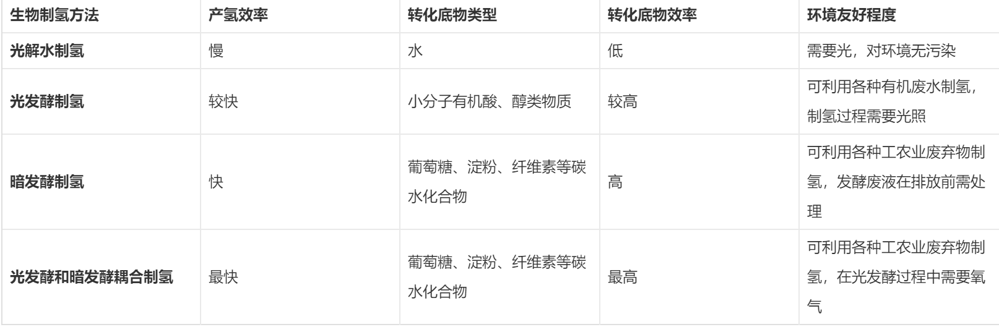 生物制氢方法 产氢效率 转化底物类型 转化底物效率 环境友好程度
光解水制氢 慢 水 低 需要光，对环境无污染
光发酵制氢 较快 小分子有机酸、醇类物质 较高 可利用各种有机废水制氢，
制氢过程需要光照
暗发酵制氢 快 葡萄糖、淀粉、纤维素等碳
水化合物 高 可利用各种工农业废弃物制
氢，发酵废液在排放前需处
理
光发酵和暗发酵耦合制氢 最快 葡萄糖、淀粉、纤维素等碳
水化合物 最高 可利用各种工农业废弃物制
氢，在光发酵过程中需要氧
气